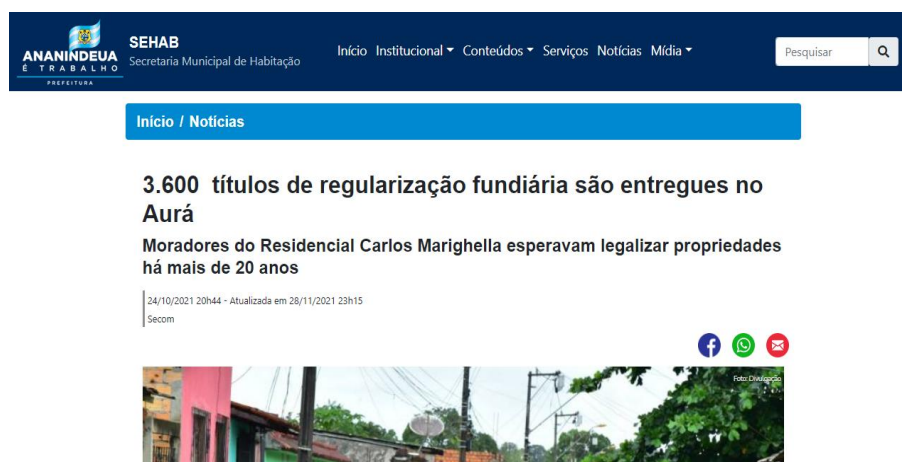 ANANINDEUA
É TRABALHO
PREFEITURA
SEHAB
Secretaria Municipal de Habitação
Início Institucional Conteúdos Serviços Notícias Mídia
Pesquisar
Início / Notícias
3.600 títulos de regularização fundiária são entregues no
Aurá
Moradores do Residencial Carlos Marighella esperavam legalizar propriedades
há mais de 20 anos
24/10/2021 20h44 - Atualizada em 28/11/2021 23h15
Secom
Foto: Divulgação